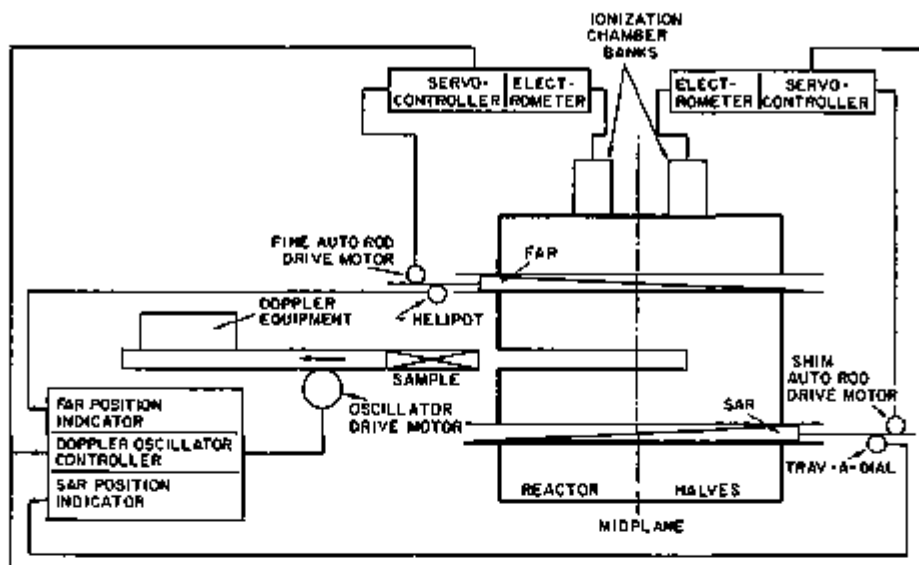 IONIZATION
CHAMBER
BANKS
SERVO-
CONTROLLER
ELECT-
ROMETER
ELECT-
ROMETER
SERVO-
CONTROLLER
FINE AUTO ROD
DRIVE MOTOR
FAR
DOPPLER
EQUIPMENT
HELIPOT
SAMPLE
OSCILLATOR
DRIVE MOTOR
SHIM
AUTO ROD
DRIVE MOTOR
SAR
TRAV-A-DIAL
FAR POSITION
INDICATOR
DOPPLER OSCILLATOR
CONTROLLER
SAR POSITION
INDICATOR
REACTOR HALVES
MIDPLANE